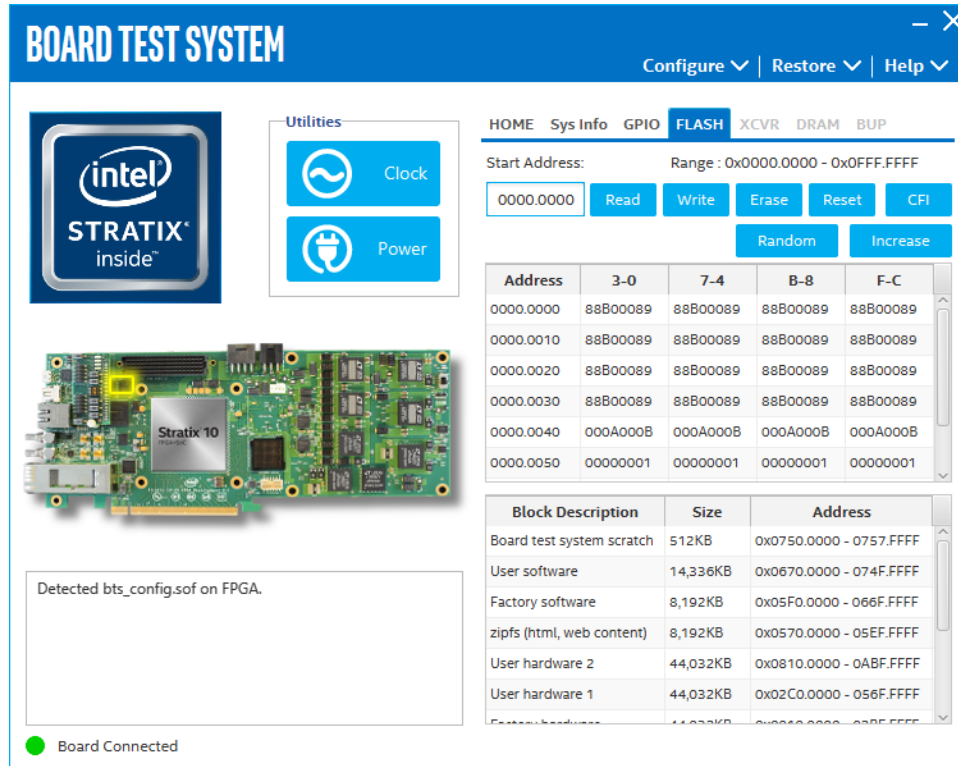 BOARD TEST SYSTEM
Configure | Restore | Help
intel
STRATIX
inside™
Utilities
Clock
Power
Stratix 10
Detected bts_config.sof on FPGA.
Board Connected
HOME Sys Info GPIO FLASH XCVR DRAM BUP
Start Address: Range : 0x0000.0000 - 0x0FFF.FFFF
0000.0000 Read Write Erase Reset CFI
Random Increase
Address 3-0 7-4 B-8 F-C
0000.0000 88B00089 88B00089 88B00089 88B00089
0000.0010 88B00089 88B00089 88B00089 88B00089
0000.0020 88B00089 88B00089 88B00089 88B00089
0000.0030 88B00089 88B00089 88B00089 88B00089
0000.0040 000A000B 000A000B 000A000B 000A000B
0000.0050 00000001 00000001 00000001 00000001
Block Description Size Address
Board test system scratch 512KB 0x0750.0000 - 0757.FFFF
User software 14,336KB 0x0670.0000 - 074F.FFFF
Factory software 8,192KB 0x05F0.0000 - 066F.FFFF
zipfs (html, web content) 8,192KB 0x0570.0000 - 05EF.FFFF
User hardware 2 44,032KB 0x0810.0000 - 0ABF.FFFF
User hardware 1 44,032KB 0x02C0.0000 - 056F.FFFF